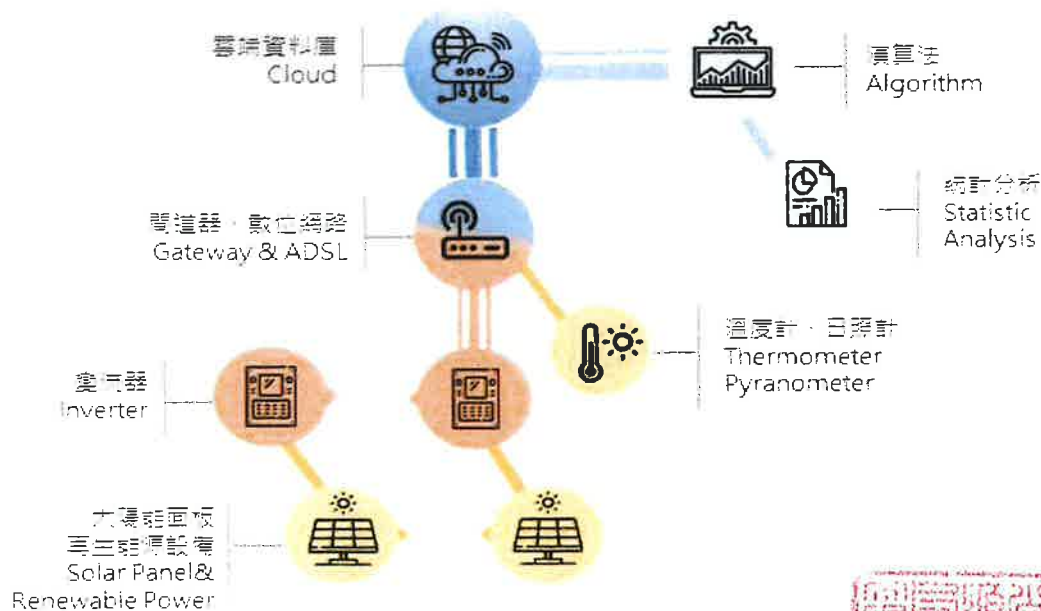 雲端資料庫
Cloud
演算法
Algorithm
統計分析
Statistic
Analysis
閘道器、數位網路
Gateway & ADSL
溫度計、日照計
Thermometer
Pyranometer
變流器
Inverter
太陽能面板
再生能源設備
Solar Panel&
Renewable Power